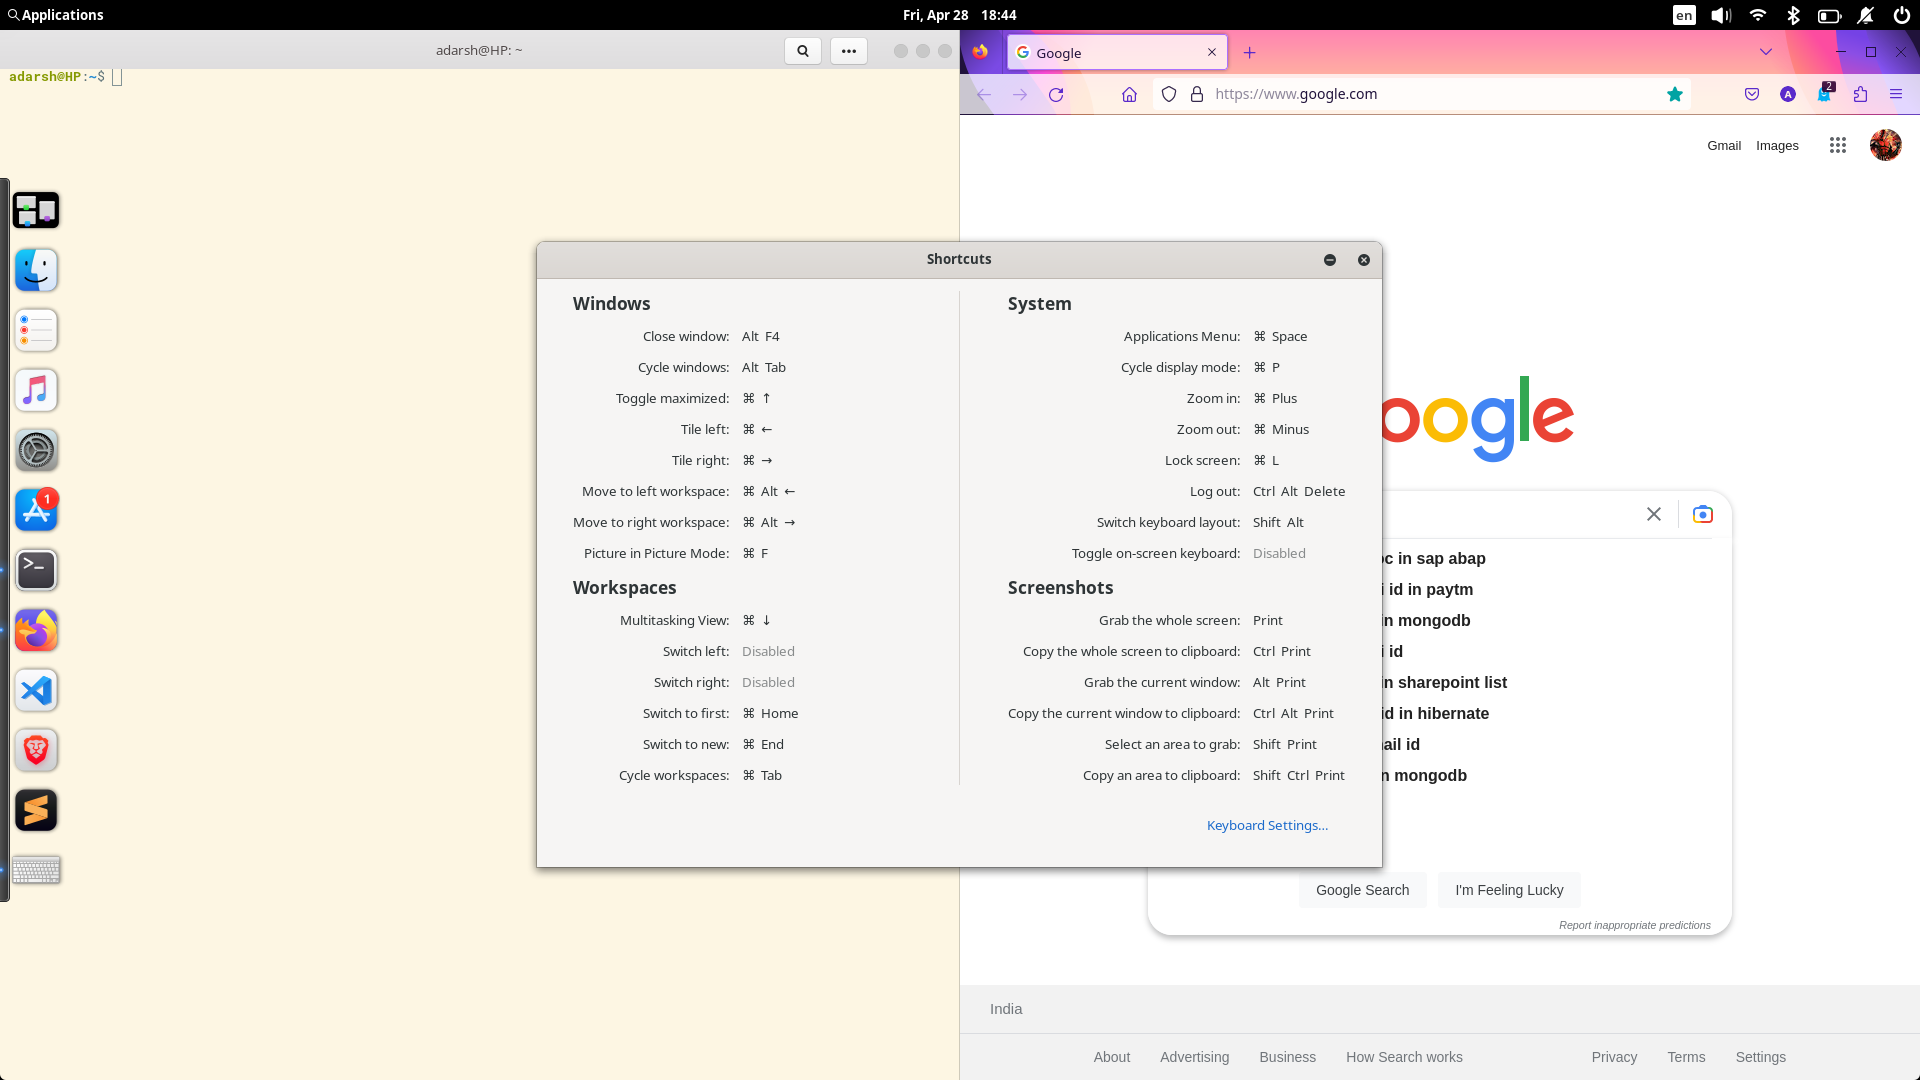 Applications
Fri, Apr 28 18:44
en
adarsh@HP: ~
adarsh@HP:~$
Google
https://www.google.com
A
2
Gmail Images
1
Shortcuts
Windows
Close window: Alt F4
Cycle windows: Alt Tab
Toggle maximized: ⌘ ↑
Tile left: ⌘ ←
Tile right: ⌘ →
Move to left workspace: ⌘ Alt ←
Move to right workspace: ⌘ Alt →
Picture in Picture Mode: ⌘ F
Workspaces
Multitasking View: ⌘ ↓
Switch left: Disabled
Switch right: Disabled
Switch to first: ⌘ Home
Switch to new: ⌘ End
Cycle workspaces: ⌘ Tab
System
Applications Menu: ⌘ Space
Cycle display mode: ⌘ P
Zoom in: ⌘ Plus
Zoom out: ⌘ Minus
Lock screen: ⌘ L
Log out: Ctrl Alt Delete
Switch keyboard layout: Shift Alt
Toggle on-screen keyboard: Disabled
Screenshots
Grab the whole screen: Print
Copy the whole screen to clipboard: Ctrl Print
Grab the current window: Alt Print
Copy the current window to clipboard: Ctrl Alt Print
Select an area to grab: Shift Print
Copy an area to clipboard: Shift Ctrl Print
Keyboard Settings...
oogle
in sap abap
id in paytm
in mongodb
id
in sharepoint list
id in hibernate
id
mongodb
Google Search I'm Feeling Lucky
Report inappropriate predictions
India
About Advertising Business How Search works Privacy Terms Settings